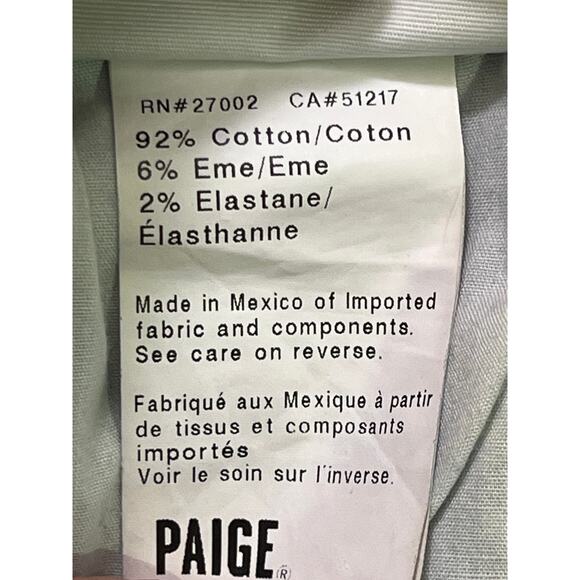 RN#27002 CA#51217
92% Cotton/Coton
6% Eme/Eme
2% Elastane/
Élasthanne
Made in Mexico of Imported
fabric and components.
See care on reverse.
Fabriqué aux Mexique à partir
de tissus et composants
importés
Voir le soin sur l'inverse.
PAIGE®